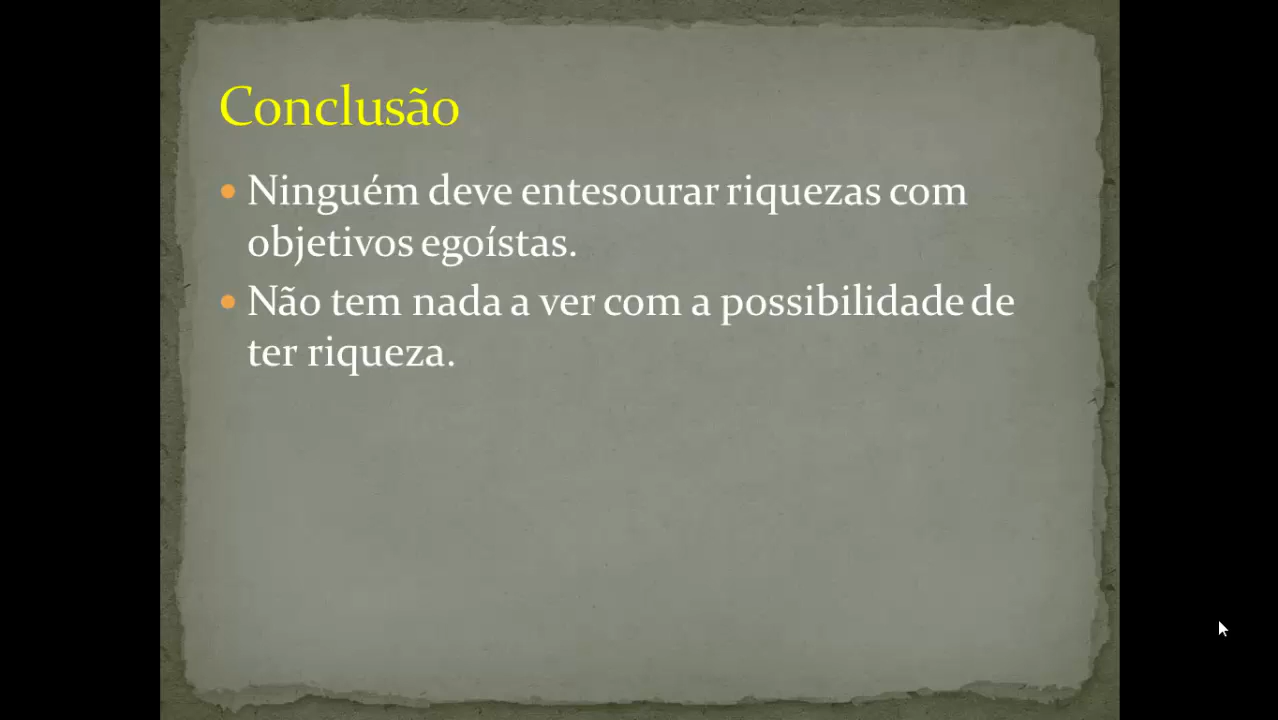 Conclusão
• Ninguém deve entesourar riquezas com
objetivos egoístas.
• Não tem nada a ver com a possibilidade de
ter riqueza.